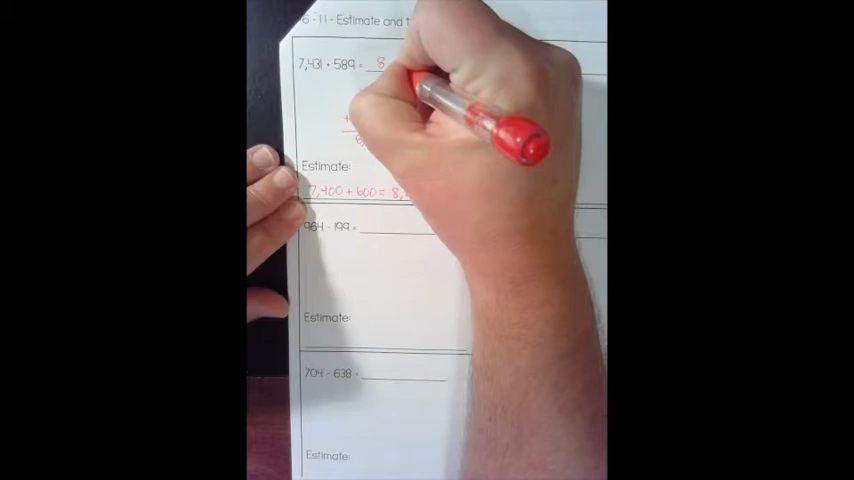 6-11 - Estimate and
7,431 + 589 = 8
+
8,
Estimate:
7,400 + 600 = 8,
964 - 199 =
Estimate:
704 - 638 =
Estimate: